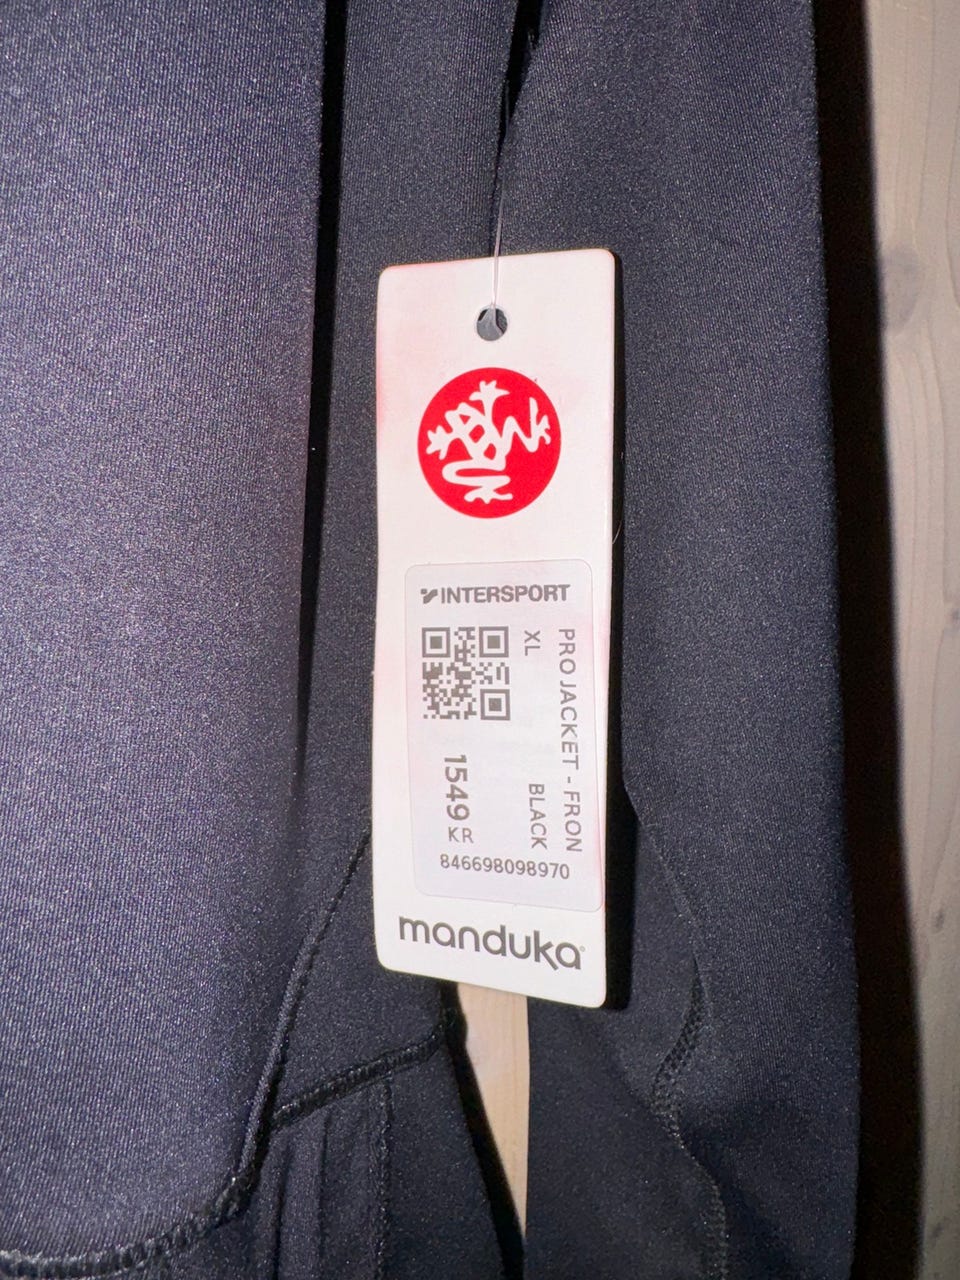 INTERSPORT
PRO JACKET - FRON
XL BLACK
1549 KR
846698098970
manduka